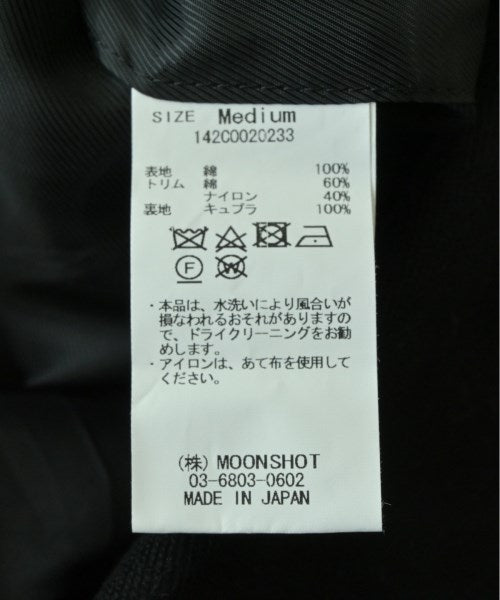 SIZE Medium
142C0020233
表地 綿 100%
トリム 綿 60%
ナイロン 40%
裏地 キュプラ 100%
F W
・本品は、水洗いにより風合いが
損なわれるおそれがありますの
で、ドライクリーニングをお勧
めします。
・アイロンは、あて布を使用して
ください。
(株) MOONSHOT
03-6803-0602
MADE IN JAPAN